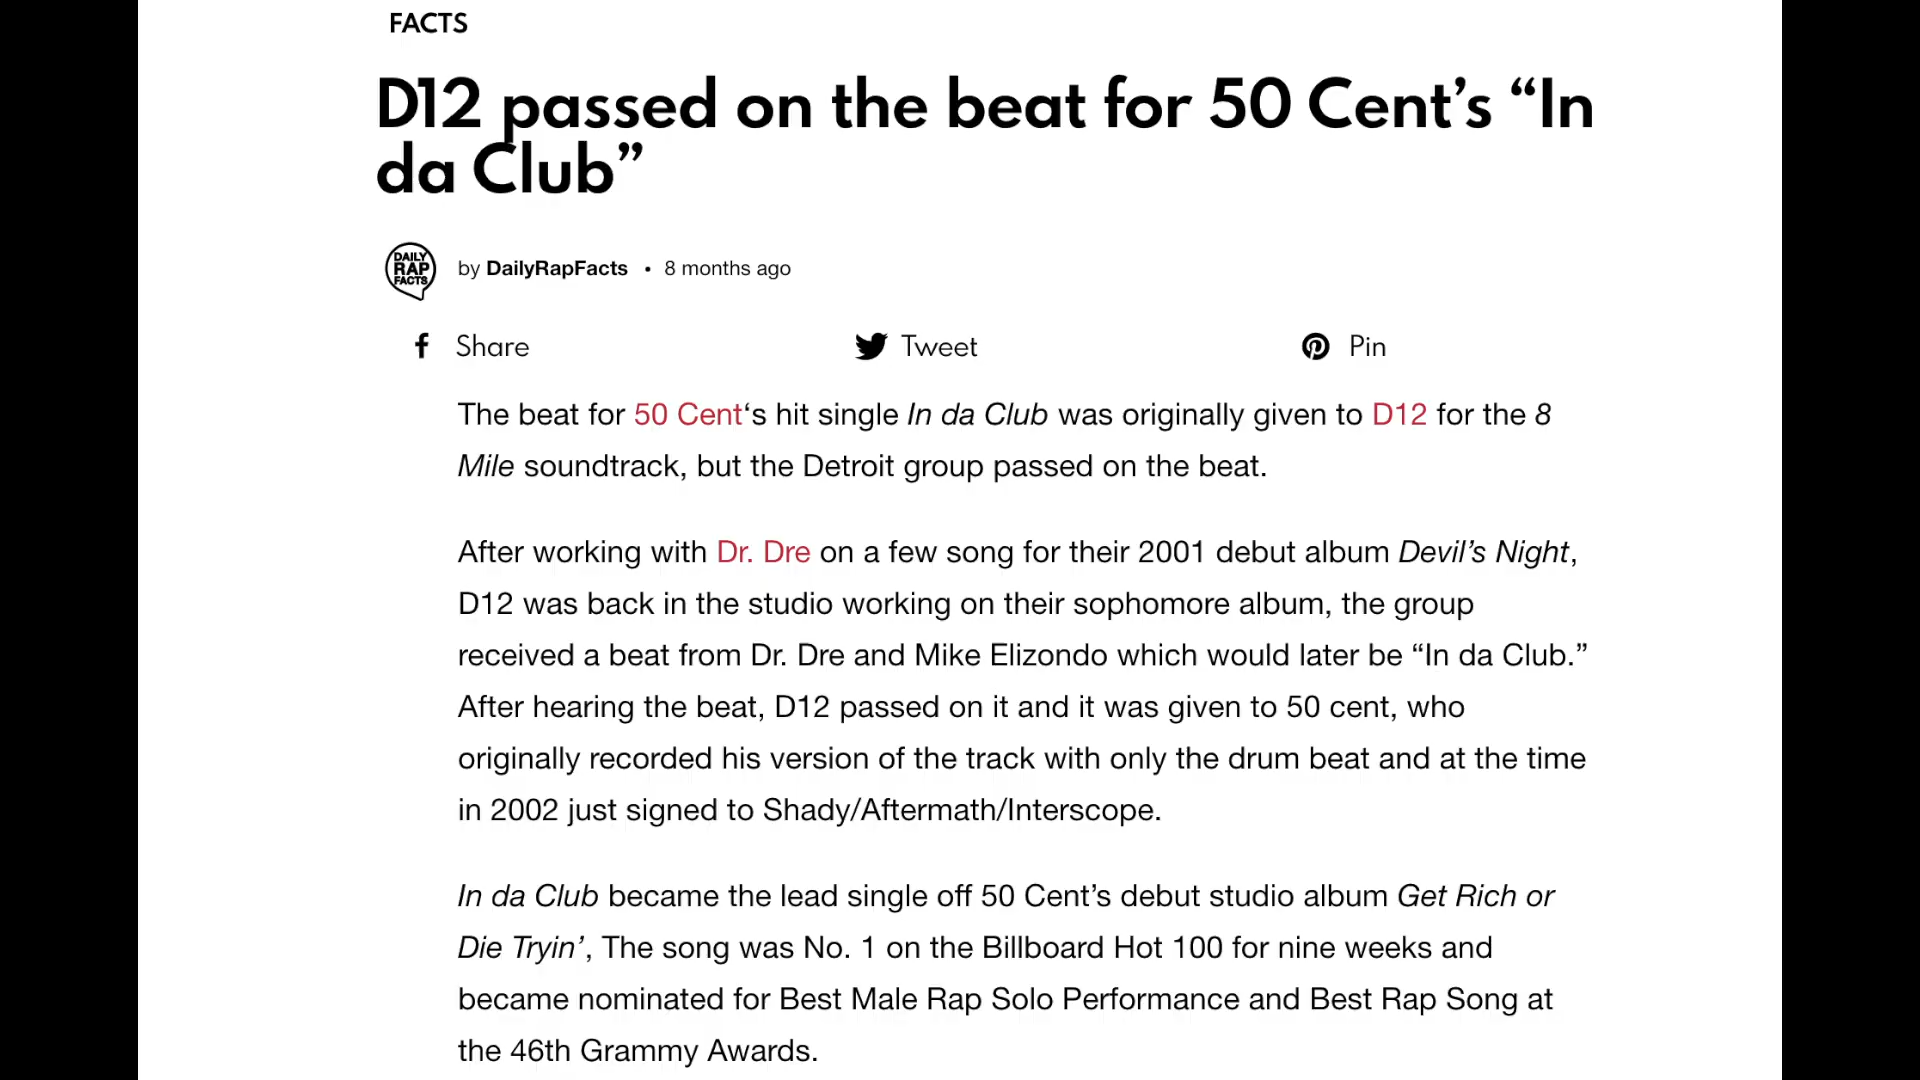 FACTS
D12 passed on the beat for 50 Cent’s “In
da Club”
DAILY
RAP
FACTS
by DailyRapFacts • 8 months ago
Share
Tweet
Pin
The beat for 50 Cent‘s hit single In da Club was originally given to D12 for the 8
Mile soundtrack, but the Detroit group passed on the beat.
After working with Dr. Dre on a few song for their 2001 debut album Devil’s Night,
D12 was back in the studio working on their sophomore album, the group
received a beat from Dr. Dre and Mike Elizondo which would later be “In da Club.”
After hearing the beat, D12 passed on it and it was given to 50 cent, who
originally recorded his version of the track with only the drum beat and at the time
in 2002 just signed to Shady/Aftermath/Interscope.
In da Club became the lead single off 50 Cent’s debut studio album Get Rich or
Die Tryin’, The song was No. 1 on the Billboard Hot 100 for nine weeks and
became nominated for Best Male Rap Solo Performance and Best Rap Song at
the 46th Grammy Awards.